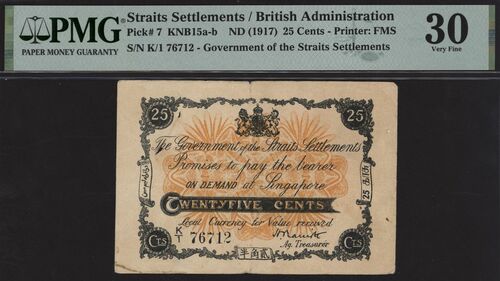 PMG
PAPER MONEY GUARANTY
Straits Settlements / British Administration
Pick# 7 KNB15a-b ND (1917) 25 Cents - Printer: FMS
S/N K/1 76712 - Government of the Straits Settlements
30
Very Fine
25 25
The Government of the Straits Settlements
Promises to pay the bearer
ON DEMAND at Singapore
TWENTYFIVE CENTS
Local Currency for Value received
K/1 76712
Ag. Treasurer
CTS CTS
半角貳